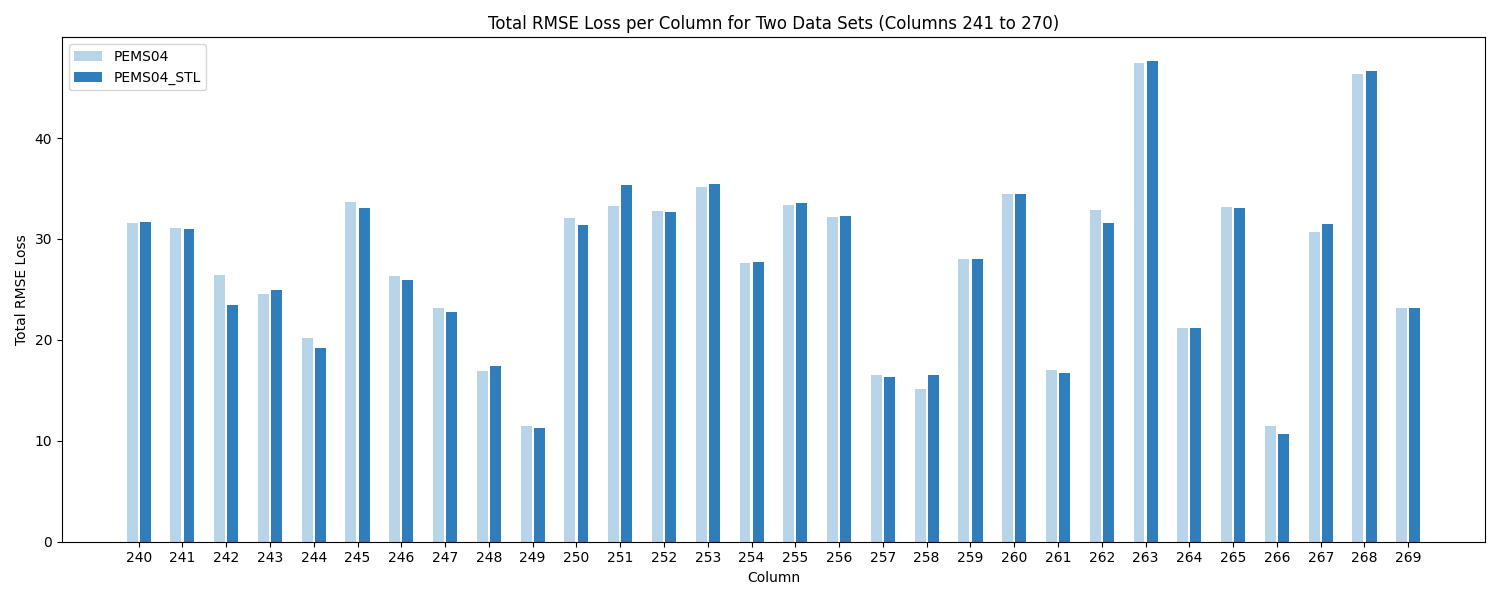 Total RMSE Loss per Column for Two Data Sets (Columns 241 to 270)
PEMS04
PEMS04_STL
Total RMSE Loss
40
30
20
10
0
240 241 242 243 244 245 246 247 248 249 250 251 252 253 254 255 256 257 258 259 260 261 262 263 264 265 266 267 268 269
Column